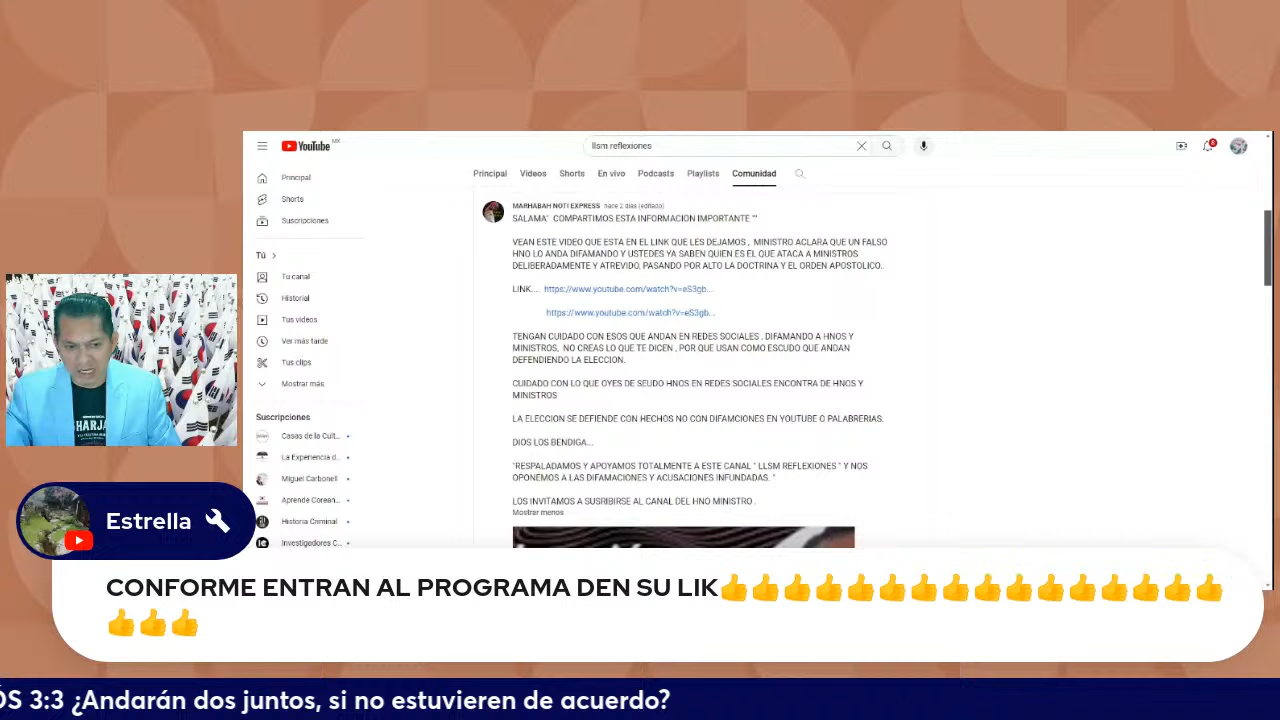 YouTube MX
llsm reflexiones
8
Principal
Shorts
Suscripciones
Tú
Tu canal
Historial
Tus videos
Ver más tarde
Tus clips
Mostrar más
Suscripciones
Casas de la Cult...
La Experiencia d...
Miguel Carbonell
Aprende Corean...
Historia Criminal
Investigadores C...
Principal Videos Shorts En vivo Podcasts Playlists Comunidad
MARHABAH NOTI EXPRESS hace 2 días (editado)
SALAMA' COMPARTIMOS ESTA INFORMACION IMPORTANTE ""
VEAN ESTE VIDEO QUE ESTA EN EL LINK QUE LES DEJAMOS , MINISTRO ACLARA QUE UN FALSO
HNO LO ANDA DIFAMANDO Y USTEDES YA SABEN QUIEN ES EL QUE ATACA A MINISTROS
DELIBERADAMENTE Y ATREVIDO, PASANDO POR ALTO LA DOCTRINA Y EL ORDEN APOSTOLICO..
LINK.... https://www.youtube.com/watch?v=eS3gb...
https://www.youtube.com/watch?v=eS3gb...
TENGAN CUIDADO CON ESOS QUE ANDAN EN REDES SOCIALES , DIFAMANDO A HNOS Y
MINISTROS, NO CREAS LO QUE TE DICEN , POR QUE USAN COMO ESCUDO QUE ANDAN
DEFENDIENDO LA ELECCION.
CUIDADO CON LO QUE OYES DE SEUDO HNOS EN REDES SOCIALES ENCONTRA DE HNOS Y
MINISTROS
LA ELECCION SE DEFIENDE CON HECHOS NO CON DIFAMCIONES EN YOUTUBE O PALABRERIAS.
DIOS LOS BENDIGA...
"RESPALADAMOS Y APOYAMOS TOTALMENTE A ESTE CANAL " LLSM REFLEXIONES " Y NOS
OPONEMOS A LAS DIFAMACIONES Y ACUSACIONES INFUNDADAS. "
LOS INVITAMOS A SUSRIBIRSE AL CANAL DEL HNO MINISTRO .
Mostrar menos
HARJA
Estrella
CONFORME ENTRAN AL PROGRAMA DEN SU LIK👍👍👍👍👍👍👍👍👍👍👍👍👍👍👍👍
👍👍👍
ÓS 3:3 ¿Andarán dos juntos, si no estuvieren de acuerdo?